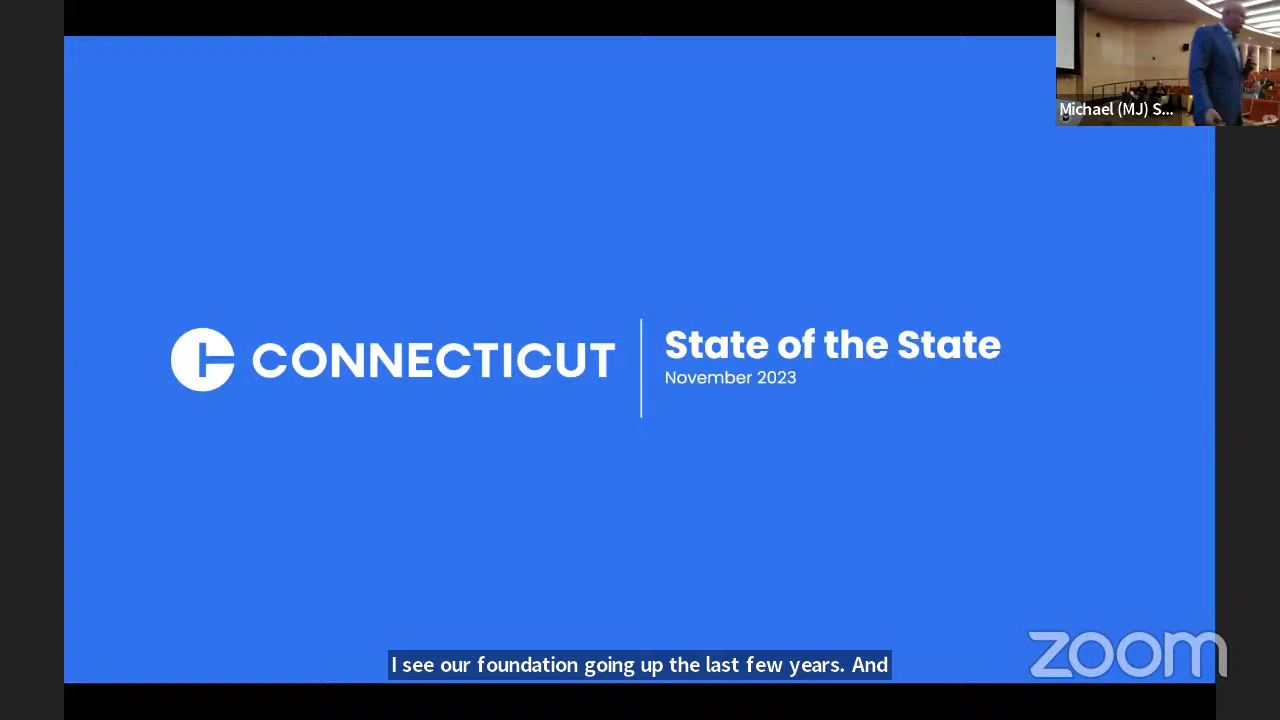 Michael (MJ) S...
CONNECTICUT
State of the State
November 2023
I see our foundation going up the last few years. And
zoom